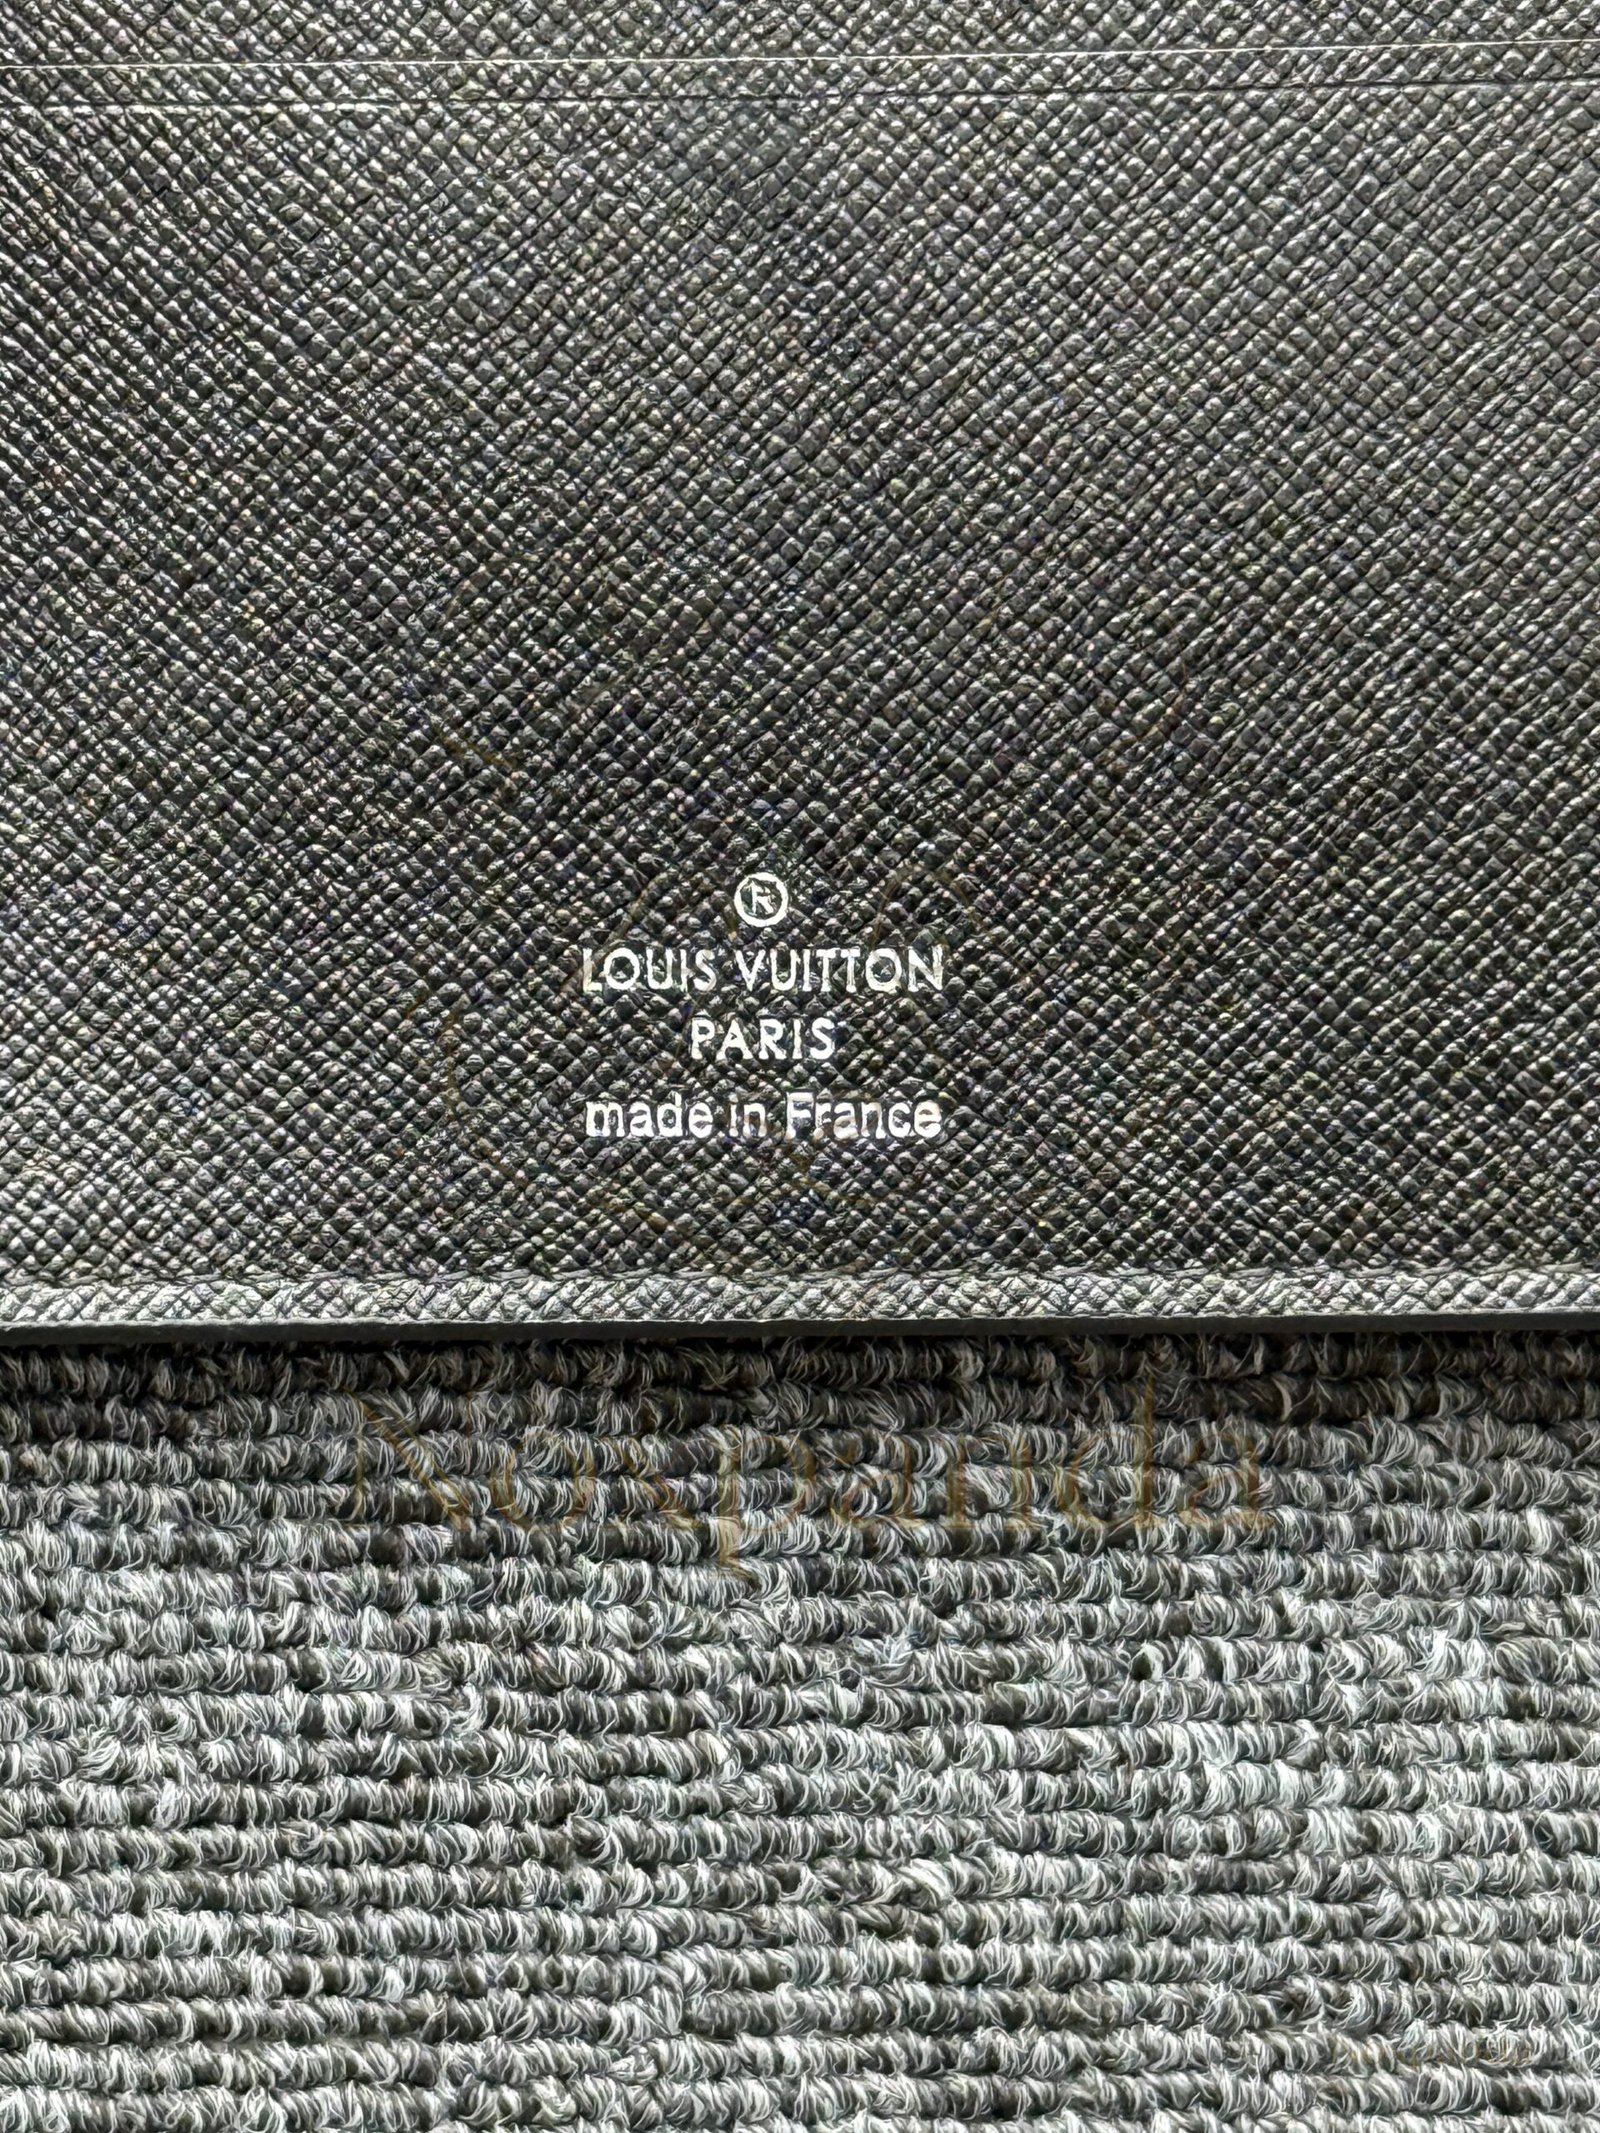 ®
LOUIS VUITTON
PARIS
made in France
Noxpanda